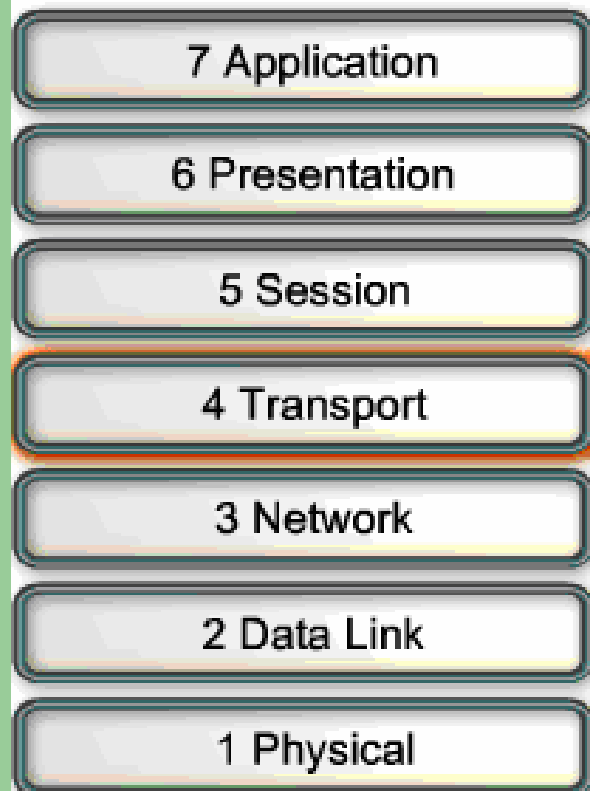 7 Application
6 Presentation
5 Session
4 Transport
3 Network
2 Data Link
1 Physical